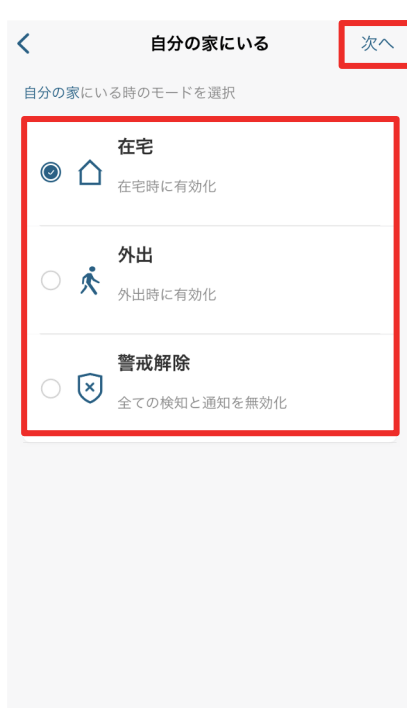 自分の家にいる 次へ
自分の家にいる時のモードを選択
在宅
在宅時に有効化
外出
外出時に有効化
警戒解除
全ての検知と通知を無効化